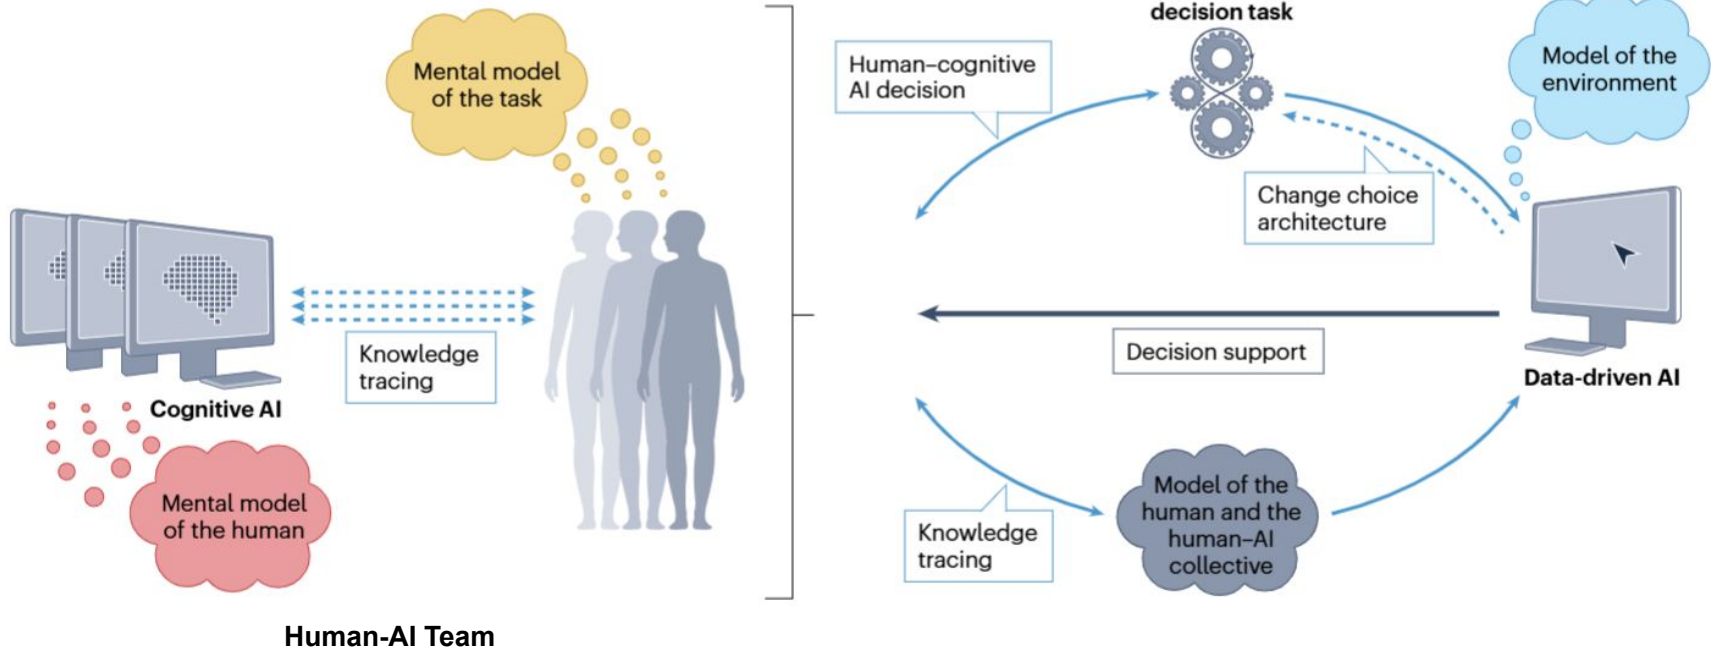 Mental model
of the task
Knowledge
tracing
Cognitive AI
Mental model
of the human
Human-AI Team
decision task
Human–cognitive
AI decision
Change choice
architecture
Model of the
environment
Decision support
Data-driven AI
Knowledge
tracing
Model of the
human and the
human–AI
collective